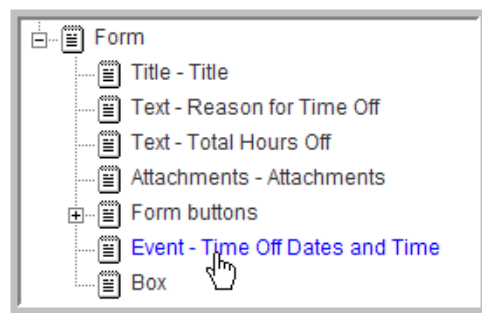 Form
Title - Title
Text - Reason for Time Off
Text - Total Hours Off
Attachments - Attachments
Form buttons
Event - Time Off Dates and Time
Box